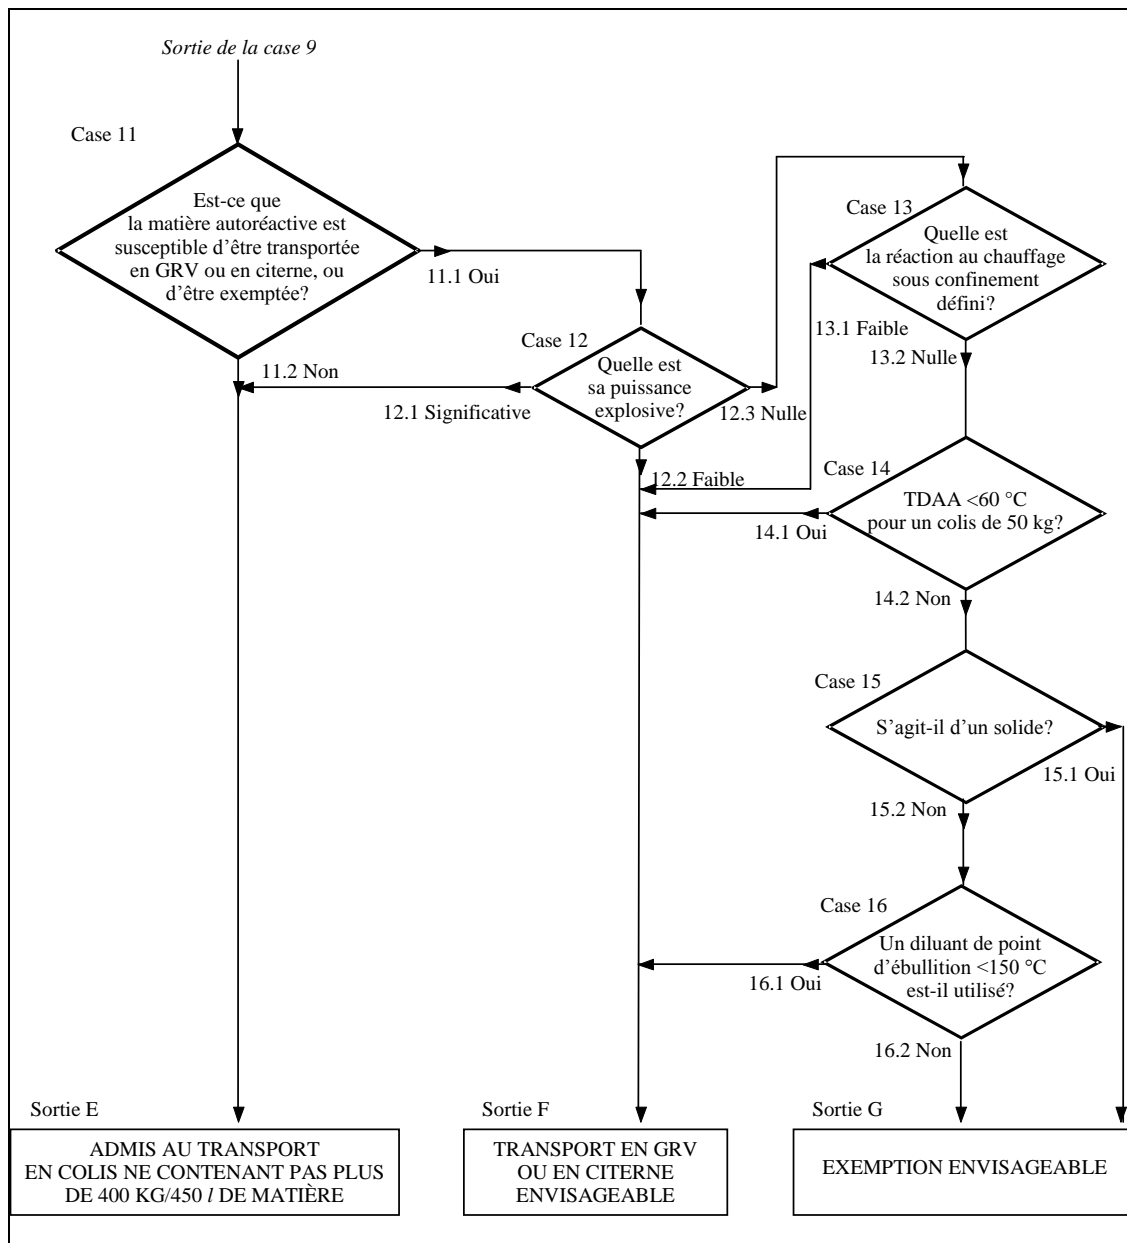 Sortie de la case 9
Case 11
Est-ce que
la matière autoréactive est
susceptible d'être transportée
en GRV ou en citerne, ou
d'être exemptée?
11.1 Oui
11.2 Non
Case 12
Quelle est
sa puissance
explosive?
12.1 Significative
12.3 Nulle
12.2 Faible
Case 13
Quelle est
la réaction au chauffage
sous confinement
défini?
13.1 Faible
13.2 Nulle
Case 14
TDAA <60 °C
pour un colis de 50 kg?
14.1 Oui
14.2 Non
Case 15
S'agit-il d'un solide?
15.1 Oui
15.2 Non
Case 16
Un diluant de point
d'ébullition <150 °C
est-il utilisé?
16.1 Oui
16.2 Non
Sortie E
ADMIS AU TRANSPORT
EN COLIS NE CONTENANT PAS PLUS
DE 400 KG/450 l DE MATIÈRE
Sortie F
TRANSPORT EN GRV
OU EN CITERNE
ENVISAGEABLE
Sortie G
EXEMPTION ENVISAGEABLE